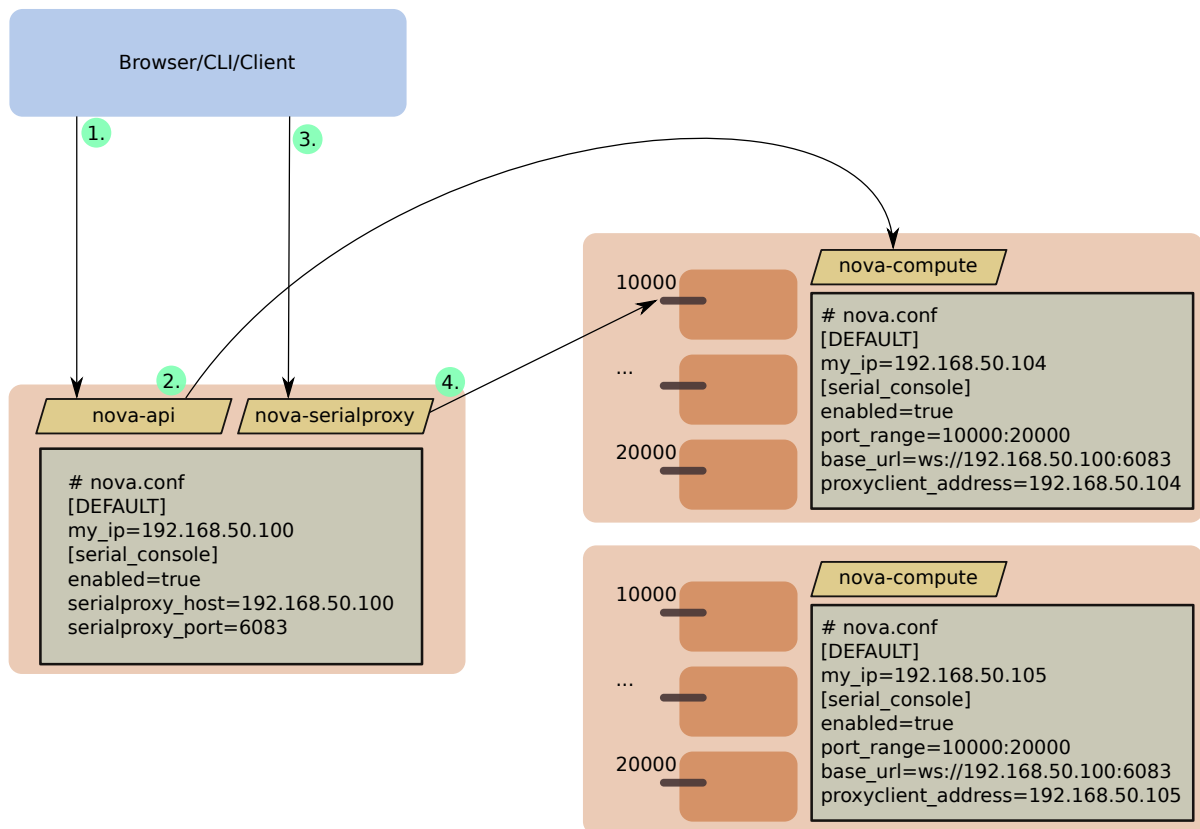 Browser/CLI/Client
1.
3.
2.
4.
nova-api
nova-serialproxy
# nova.conf
[DEFAULT]
my_ip=192.168.50.100
[serial_console]
enabled=true
serialproxy_host=192.168.50.100
serialproxy_port=6083
10000
...
20000
nova-compute
# nova.conf
[DEFAULT]
my_ip=192.168.50.104
[serial_console]
enabled=true
port_range=10000:20000
base_url=ws://192.168.50.100:6083
proxyclient_address=192.168.50.104
10000
...
20000
nova-compute
# nova.conf
[DEFAULT]
my_ip=192.168.50.105
[serial_console]
enabled=true
port_range=10000:20000
base_url=ws://192.168.50.100:6083
proxyclient_address=192.168.50.105